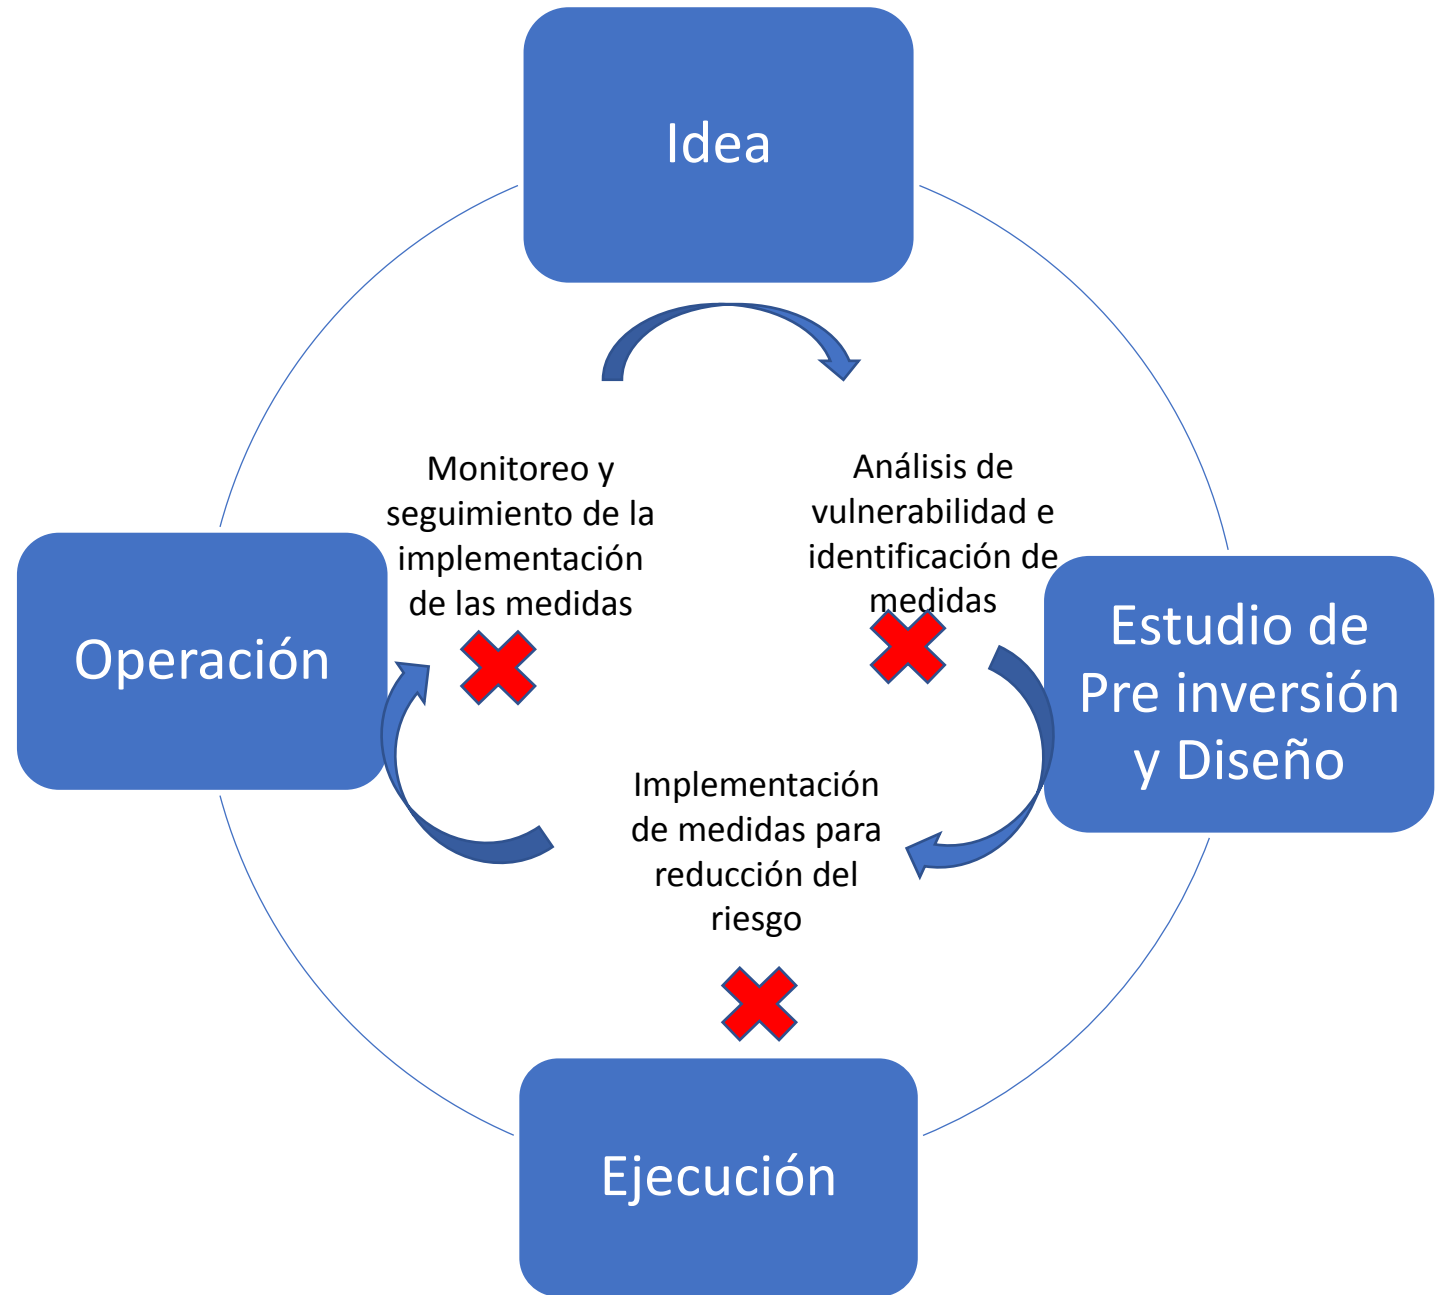 Idea
Monitoreo y
seguimiento de la
implementación
de las medidas
Análisis de
vulnerabilidad e
identificación de
medidas
Operación
Estudio de
Pre inversión
y Diseño
Implementación
de medidas para
reducción del
riesgo
Ejecución